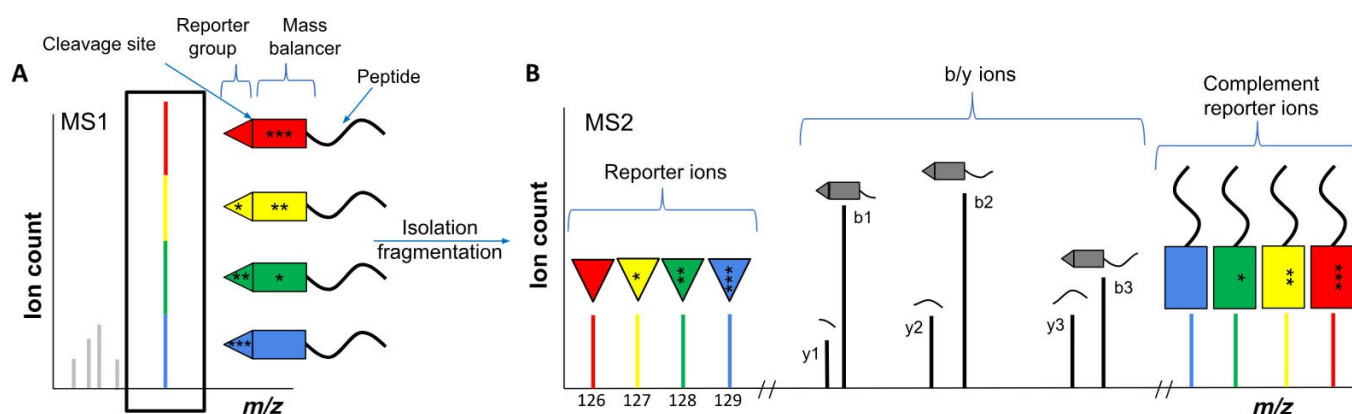 A
MS1
Ion count
m/z
Cleavage site
Reporter
group
Mass
balancer
Peptide
***
*
**
**
*
***
Isolation
fragmentation
B
MS2
Ion count
Reporter ions
*
**
***
126
127
128
129
b/y ions
y1
b1
y2
b2
y3
b3
Complement
reporter ions
*
**
***
//
//
m/z